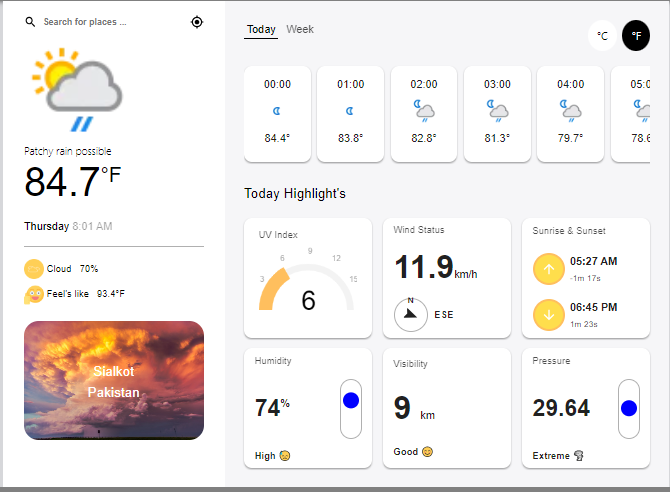 Search for places ...
Patchy rain possible
84.7°F
Thursday 8:01 AM
Cloud 70%
Feel's like 93.4°F
Sialkot
Pakistan
Today Week
°C °F
00:00 01:00 02:00 03:00 04:00
84.4° 83.8° 82.8° 81.3° 79.7°
Today Highlight's
UV Index
3 6 9 12 15
6
Wind Status
11.9 km/h
N
ESE
Sunrise & Sunset
05:27 AM
-1m 17s
06:45 PM
1m 23s
Humidity
74%
High
Visibility
9 km
Good
Pressure
29.64
Extreme